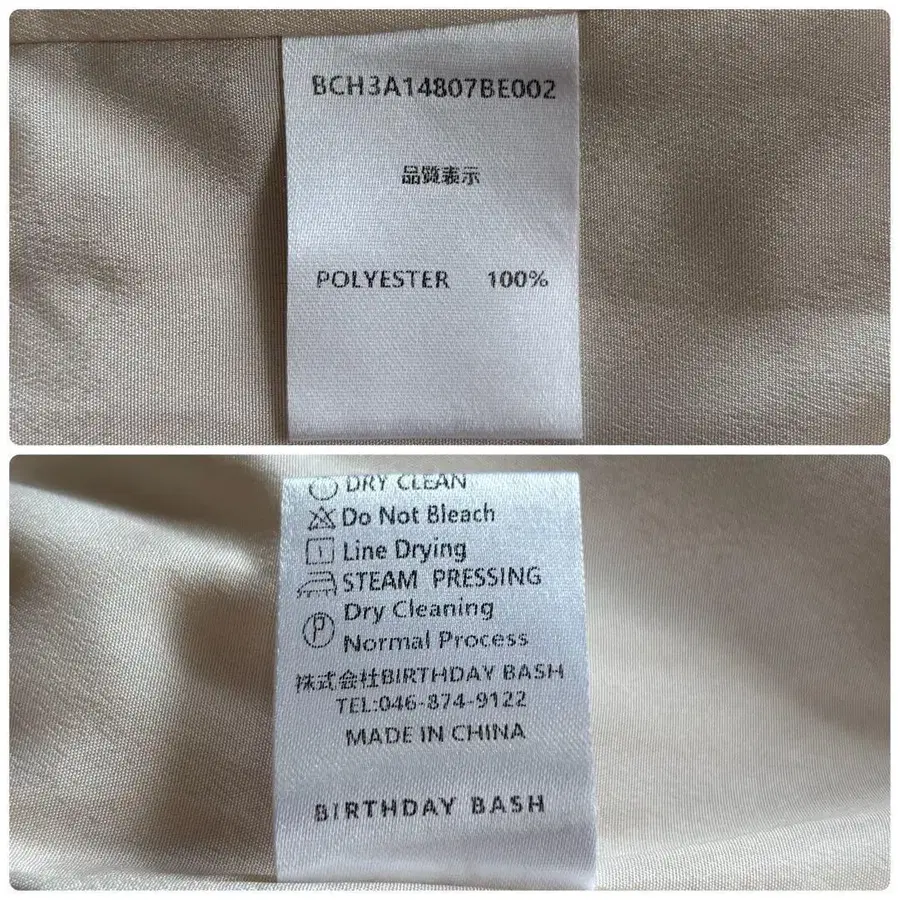 BCH3A14807BE002
品質表示
POLYESTER 100%
DRY CLEAN
Do Not Bleach
Line Drying
STEAM PRESSING
Dry Cleaning
Normal Process
株式会社BIRTHDAY BASH
TEL:046-874-9122
MADE IN CHINA
BIRTHDAY BASH